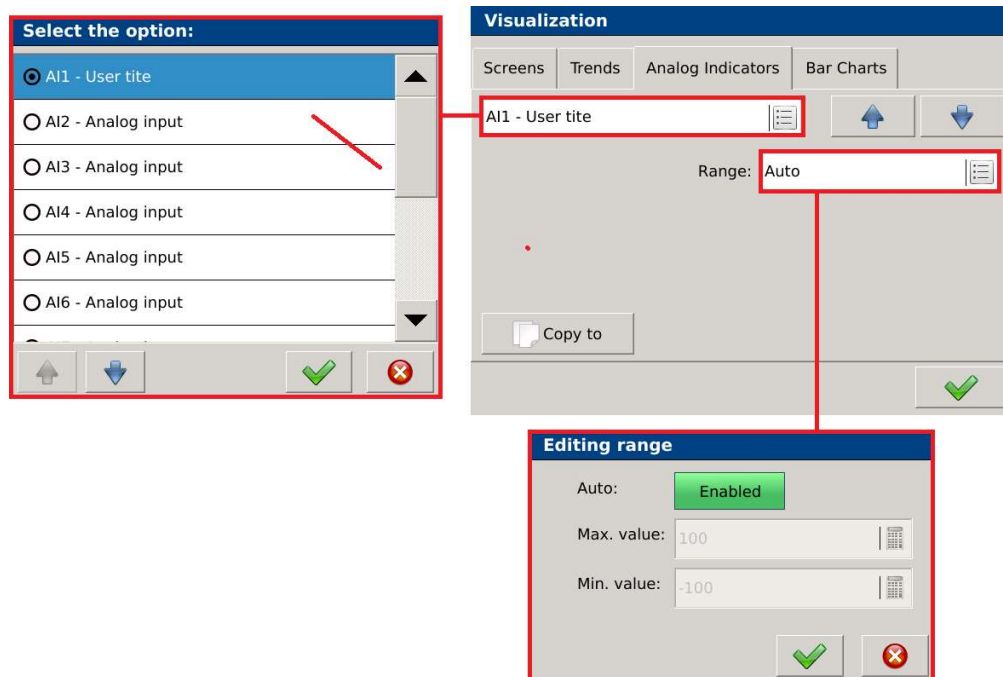 Select the option:
AI1 - User tite
AI2 - Analog input
AI3 - Analog input
AI4 - Analog input
AI5 - Analog input
AI6 - Analog input
Visualization
Screens Trends Analog Indicators Bar Charts
AI1 - User tite
Range: Auto
Copy to
Editing range
Auto: Enabled
Max. value: 100
Min. value: -100